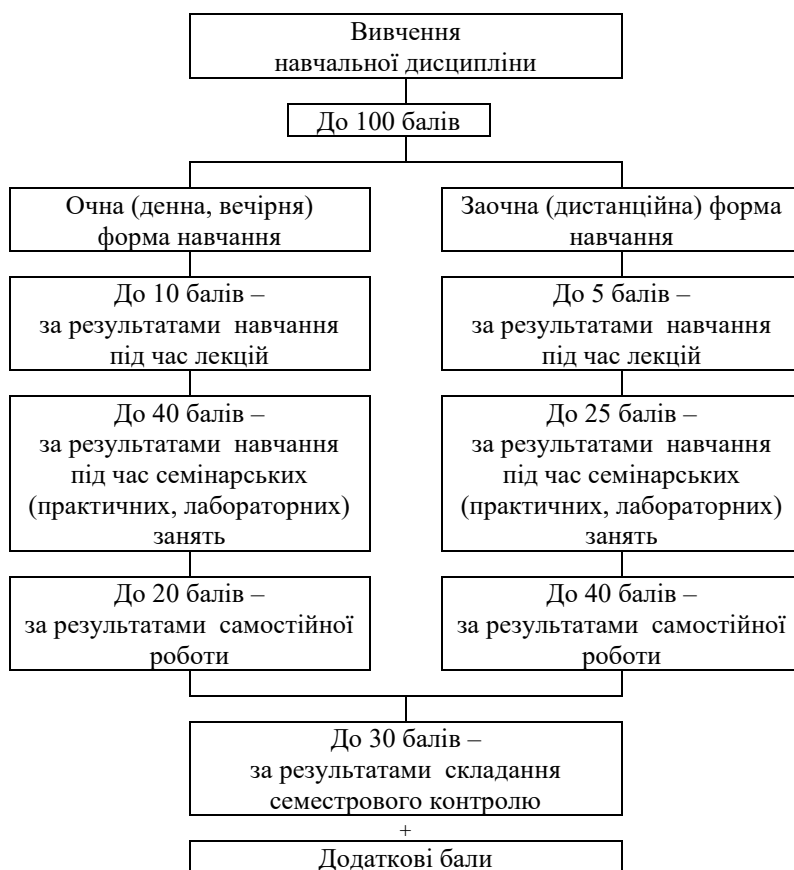 Вивчення
навчальної дисципліни
До 100 балів
Очна (денна, вечірня)
форма навчання
До 10 балів –
за результатами навчання
під час лекцій
До 40 балів –
за результатами навчання
під час семінарських
(практичних, лабораторних)
занять
До 20 балів –
за результатами самостійної
роботи
Заочна (дистанційна) форма
навчання
До 5 балів –
за результатами навчання
під час лекцій
До 25 балів –
за результатами навчання
під час семінарських
(практичних, лабораторних)
занять
До 40 балів –
за результатами самостійної
роботи
До 30 балів –
за результатами складання
семестрового контролю
+
Додаткові бали